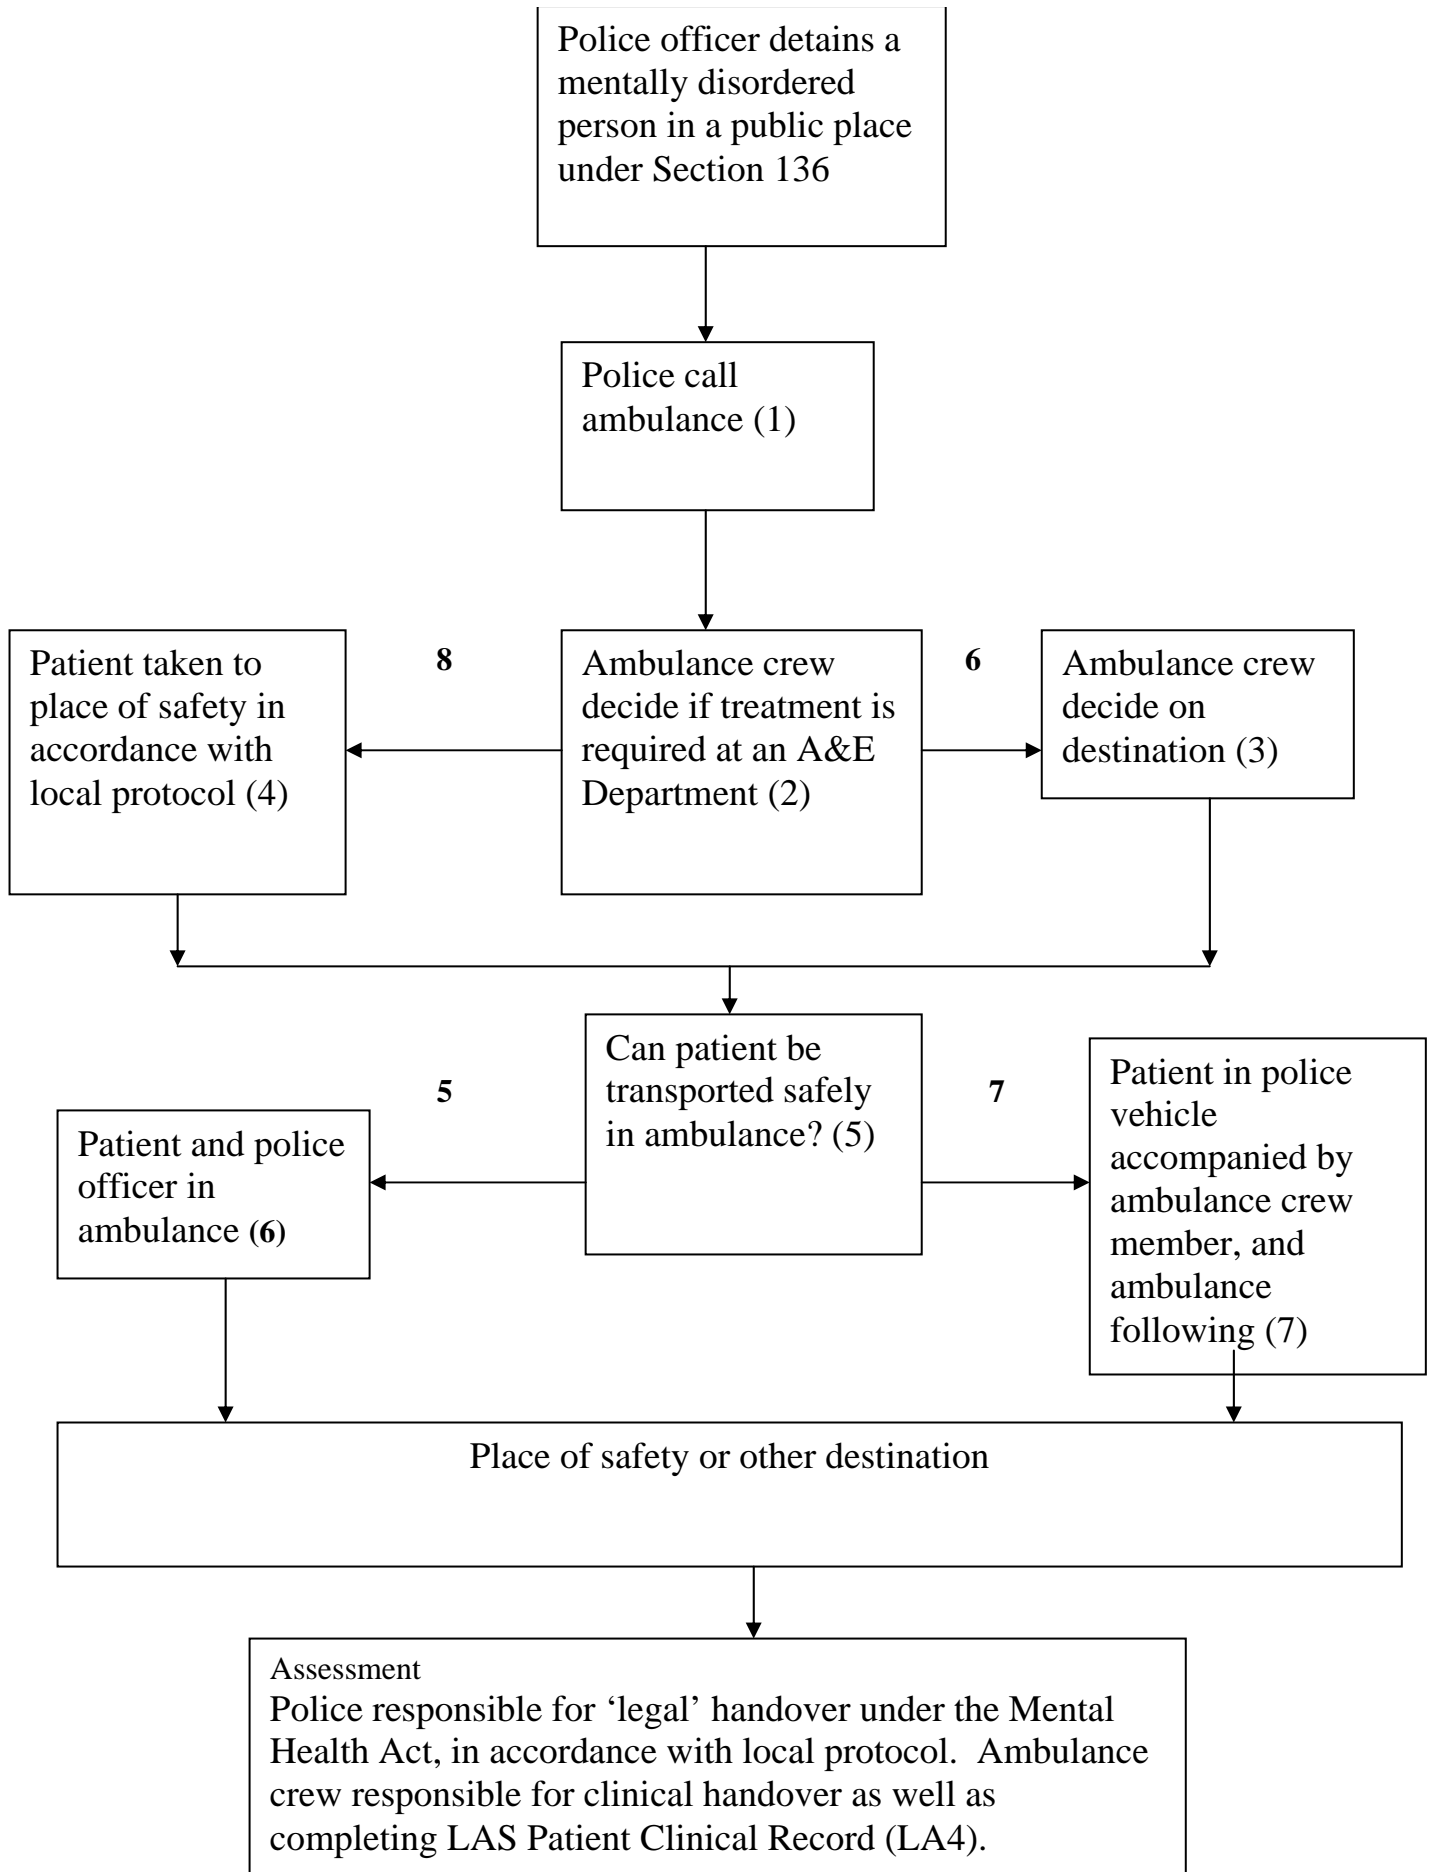 Police officer detains a
mentally disordered
person in a public place
under Section 136
Police call
ambulance (1)
Patient taken to
place of safety in
accordance with
local protocol (4)
8
Ambulance crew
decide if treatment is
required at an A&E
Department (2)
6
Ambulance crew
decide on
destination (3)
5
Can patient be
transported safely
in ambulance? (5)
7
Patient and police
officer in
ambulance (6)
Patient in police
vehicle
accompanied by
ambulance crew
member, and
ambulance
following (7)
Place of safety or other destination
Assessment
Police responsible for ‘legal’ handover under the Mental
Health Act, in accordance with local protocol.  Ambulance
crew responsible for clinical handover as well as
completing LAS Patient Clinical Record (LA4).